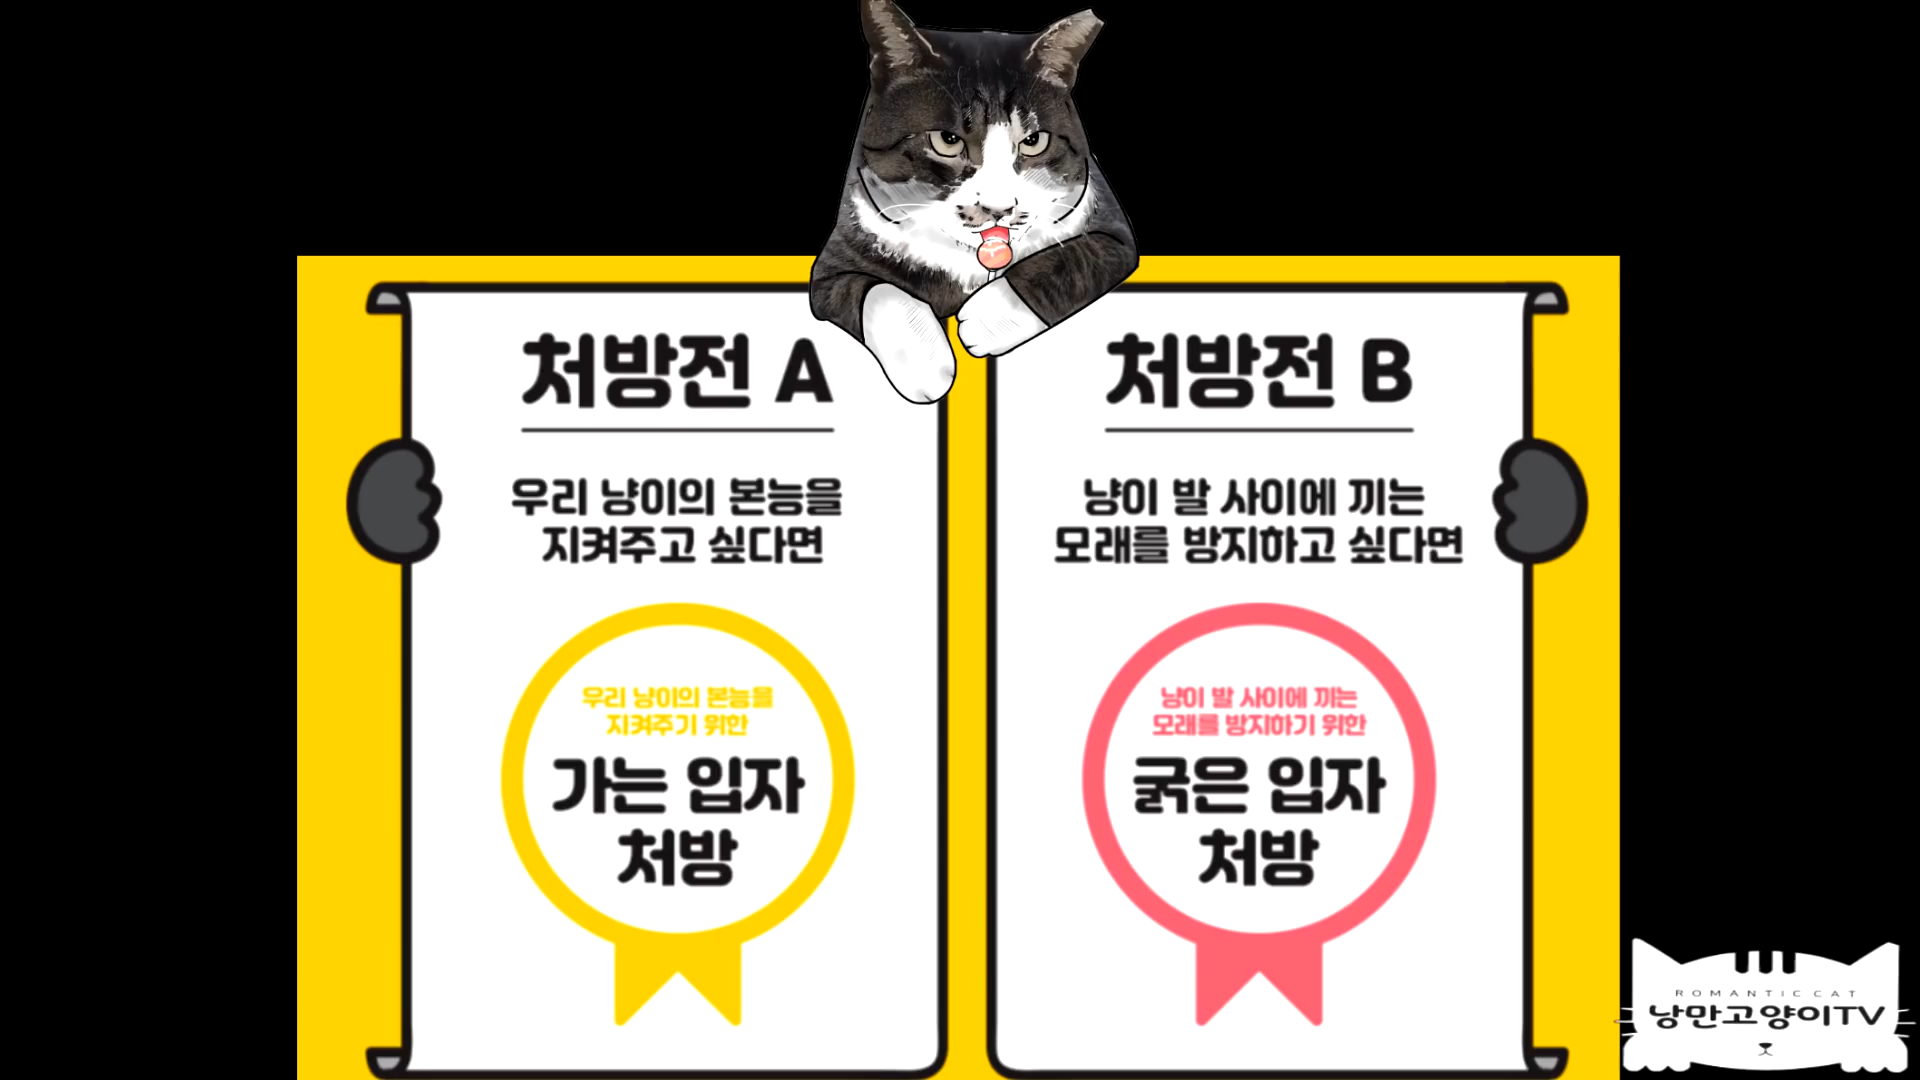 처방전 A
우리 냥이의 본능을
지켜주고 싶다면
우리 냥이의 본능을
지켜주기 위한
가는 입자
처방
처방전 B
냥이 발 사이에 끼는
모래를 방지하고 싶다면
냥이 발 사이에 끼는
모래를 방지하기 위한
굵은 입자
처방
ROMANTIC CAT
낭만고양이TV